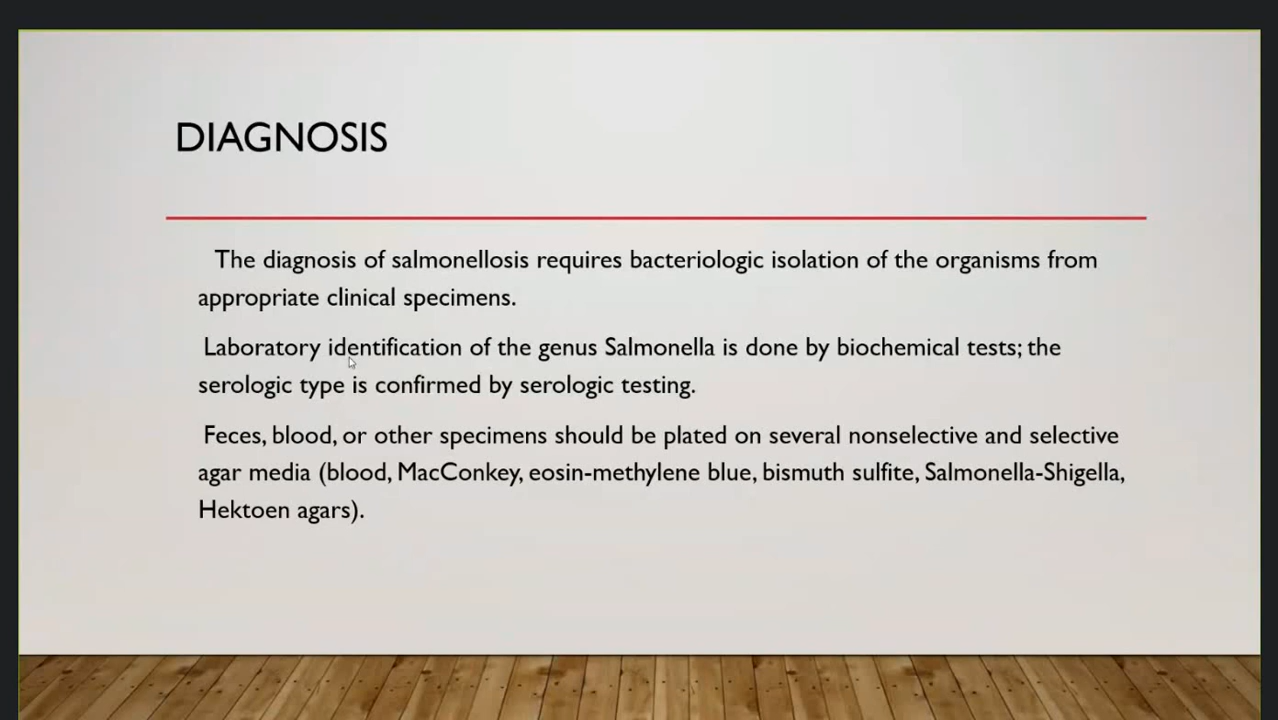 DIAGNOSIS
The diagnosis of salmonellosis requires bacteriologic isolation of the organisms from
appropriate clinical specimens.
Laboratory identification of the genus Salmonella is done by biochemical tests; the
serologic type is confirmed by serologic testing.
Feces, blood, or other specimens should be plated on several nonselective and selective
agar media (blood, MacConkey, eosin-methylene blue, bismuth sulfite, Salmonella-Shigella,
Hektoen agars).